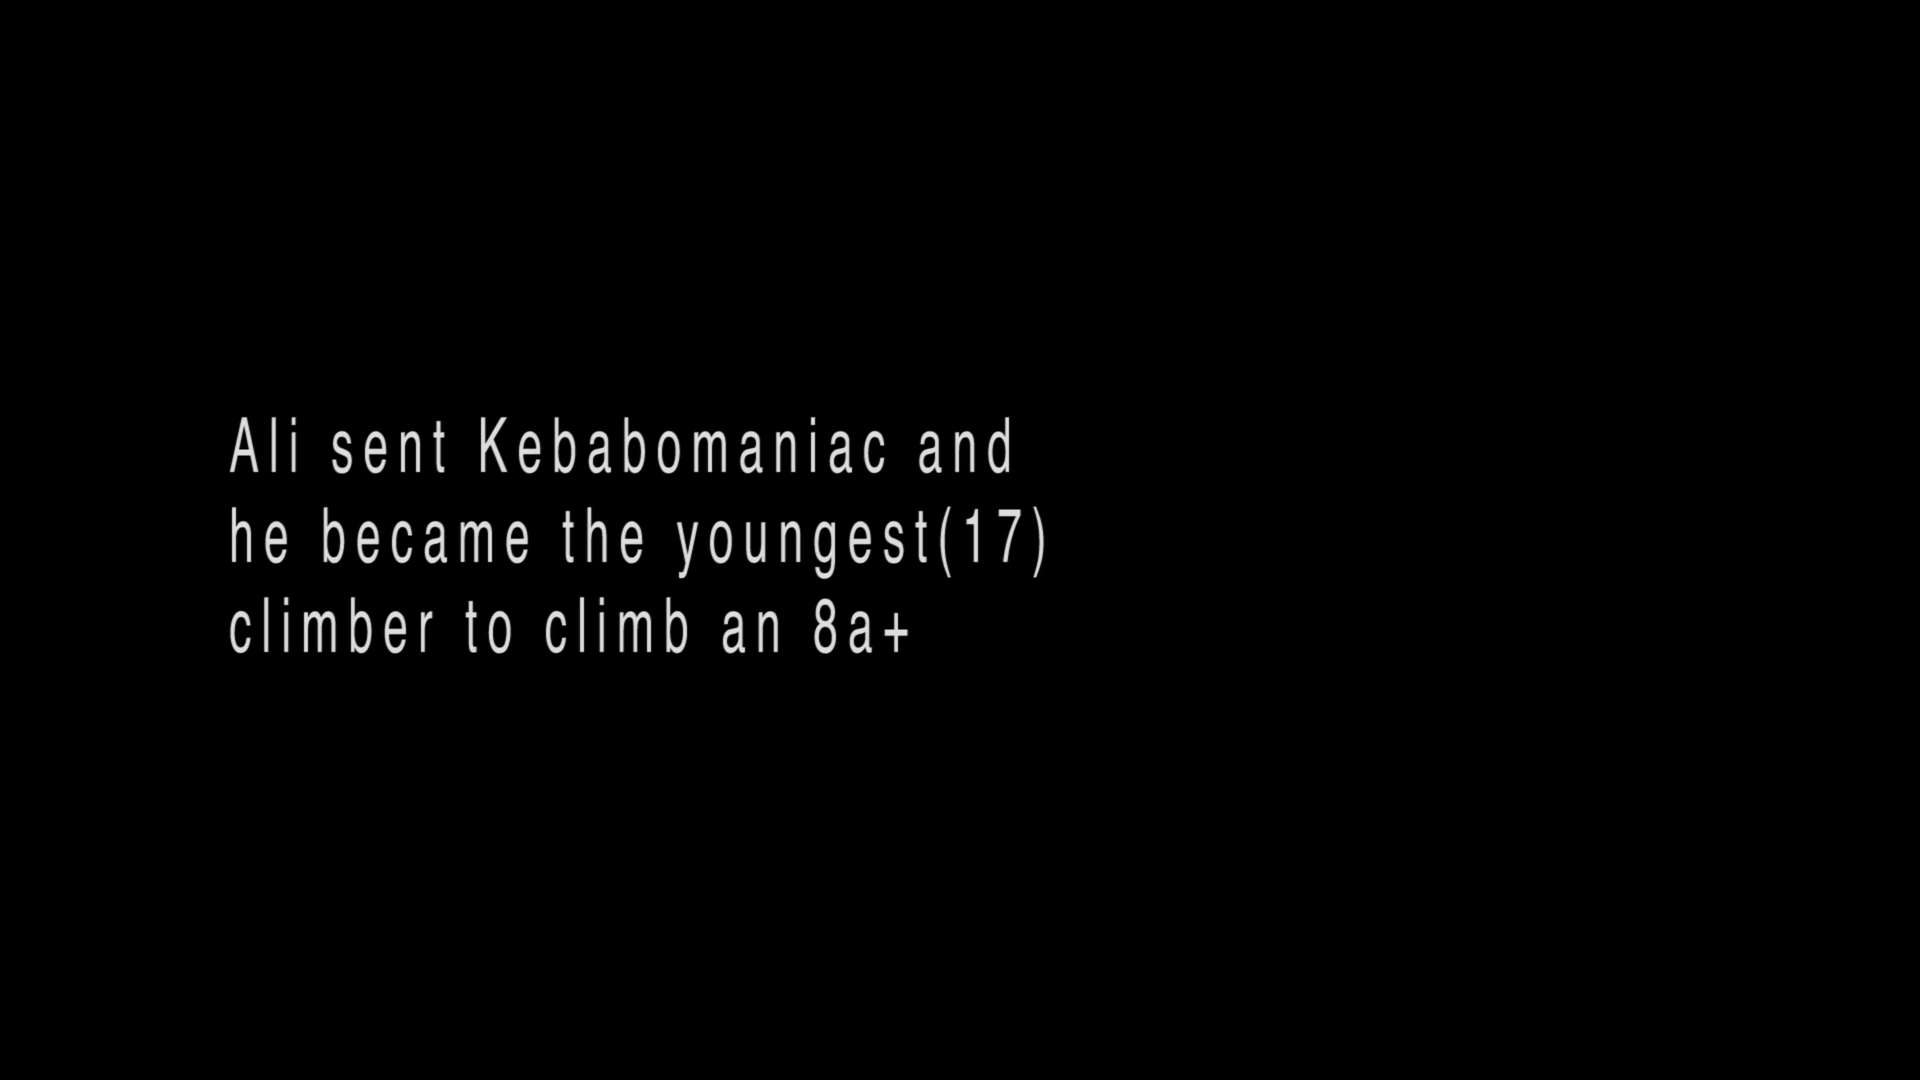 Ali sent Kebabomaniac and
he became the youngest(17)
climber to climb an 8a+